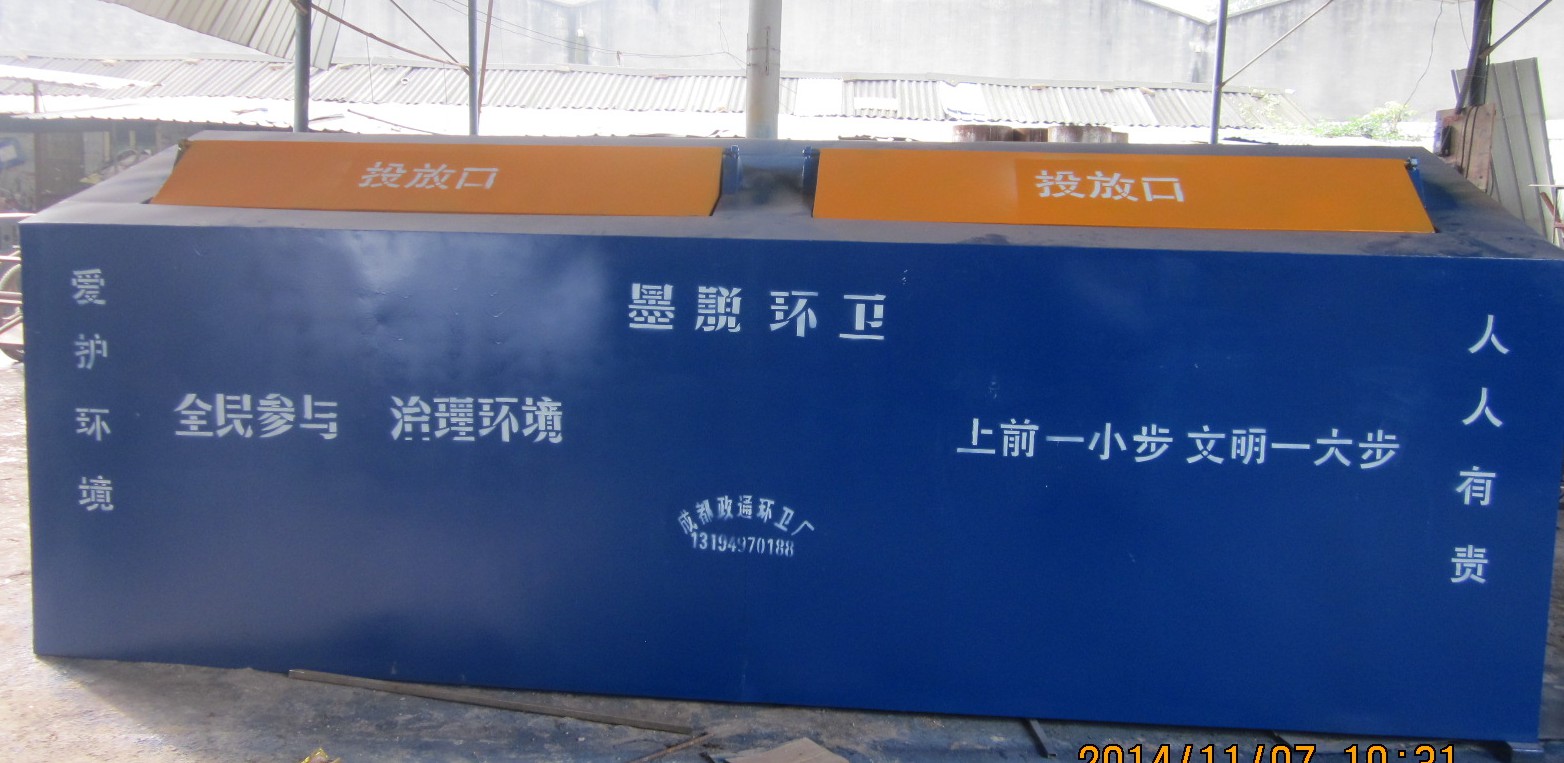 投放口
投放口
墨脱环卫
爱护环境
全民参与 治理环境
上前一小步 文明一大步
人人有责
成都政通环卫厂
13194970188
2014/11/07 10:31